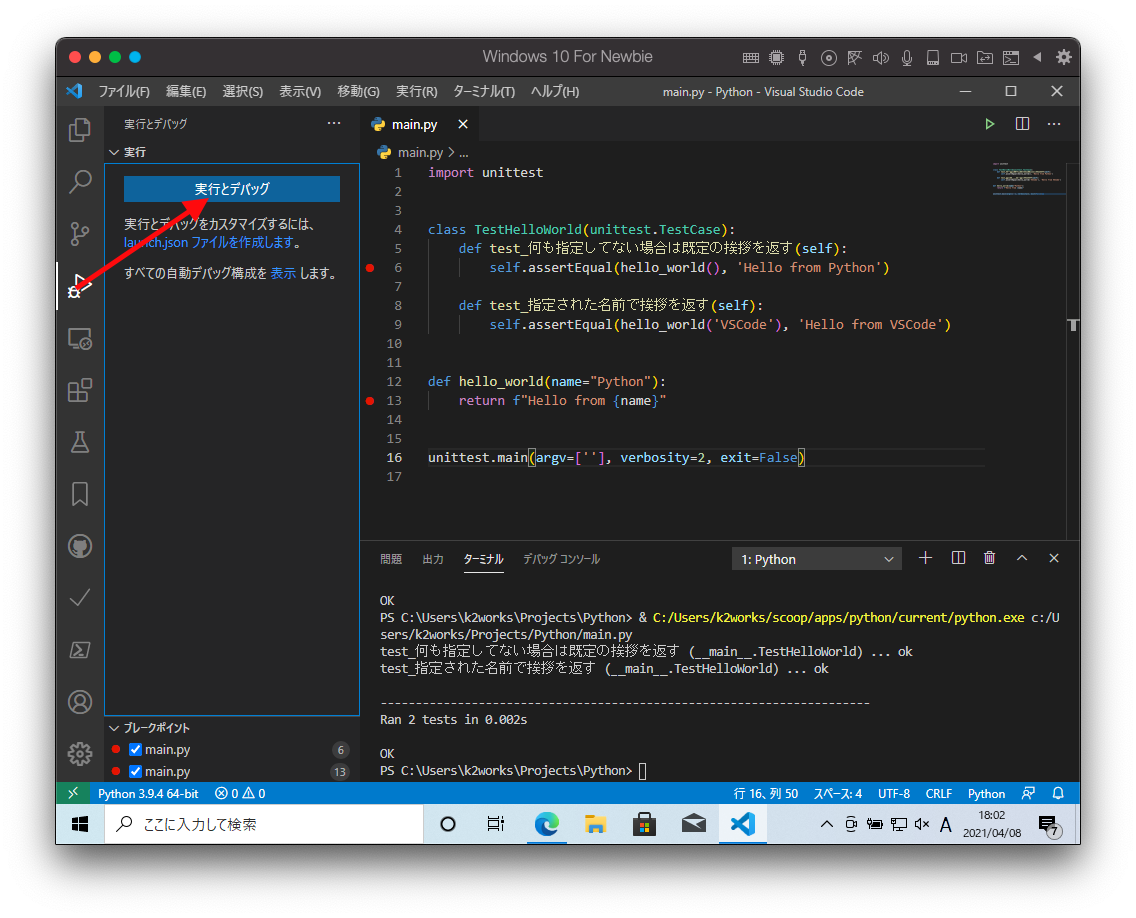 Windows 10 For Newbie
ファイル(F) 編集(E) 選択(S) 表示(V) 移動(G) 実行(R) ターミナル(T) ヘルプ(H) main.py - Python - Visual Studio Code
実行とデバッグ ...
実行
実行とデバッグ
実行とデバッグをカスタマイズするには、
launch.json ファイルを作成します。
すべての自動デバッグ構成を 表示 します。
ブレークポイント
main.py 6
main.py 13
main.py
main.py > ...
1 import unittest
2
3
4 class TestHelloWorld(unittest.TestCase):
5 def test_何も指定してない場合は既定の挨拶を返す(self):
6 self.assertEqual(hello_world(), 'Hello from Python')
7
8 def test_指定された名前で挨拶を返す(self):
9 self.assertEqual(hello_world('VSCode'), 'Hello from VSCode')
10
11
12 def hello_world(name="Python"):
13 return f"Hello from {name}"
14
15
16 unittest.main(argv=[''], verbosity=2, exit=False)
17
問題 出力 ターミナル デバッグ コンソール 1: Python
OK
PS C:\Users\k2works\Projects\Python> & C:/Users/k2works/scoop/apps/python/current/python.exe c:/U
sers/k2works/Projects/Python/main.py
test_何も指定してない場合は既定の挨拶を返す (__main__.TestHelloWorld) ... ok
test_指定された名前で挨拶を返す (__main__.TestHelloWorld) ... ok
----------------------------------------------------------------------
Ran 2 tests in 0.002s
OK
PS C:\Users\k2works\Projects\Python>
Python 3.9.4 64-bit 0 0 行 16、列 50 スペース: 4 UTF-8 CRLF Python
ここに入力して検索
A
18:02
2021/04/08
7